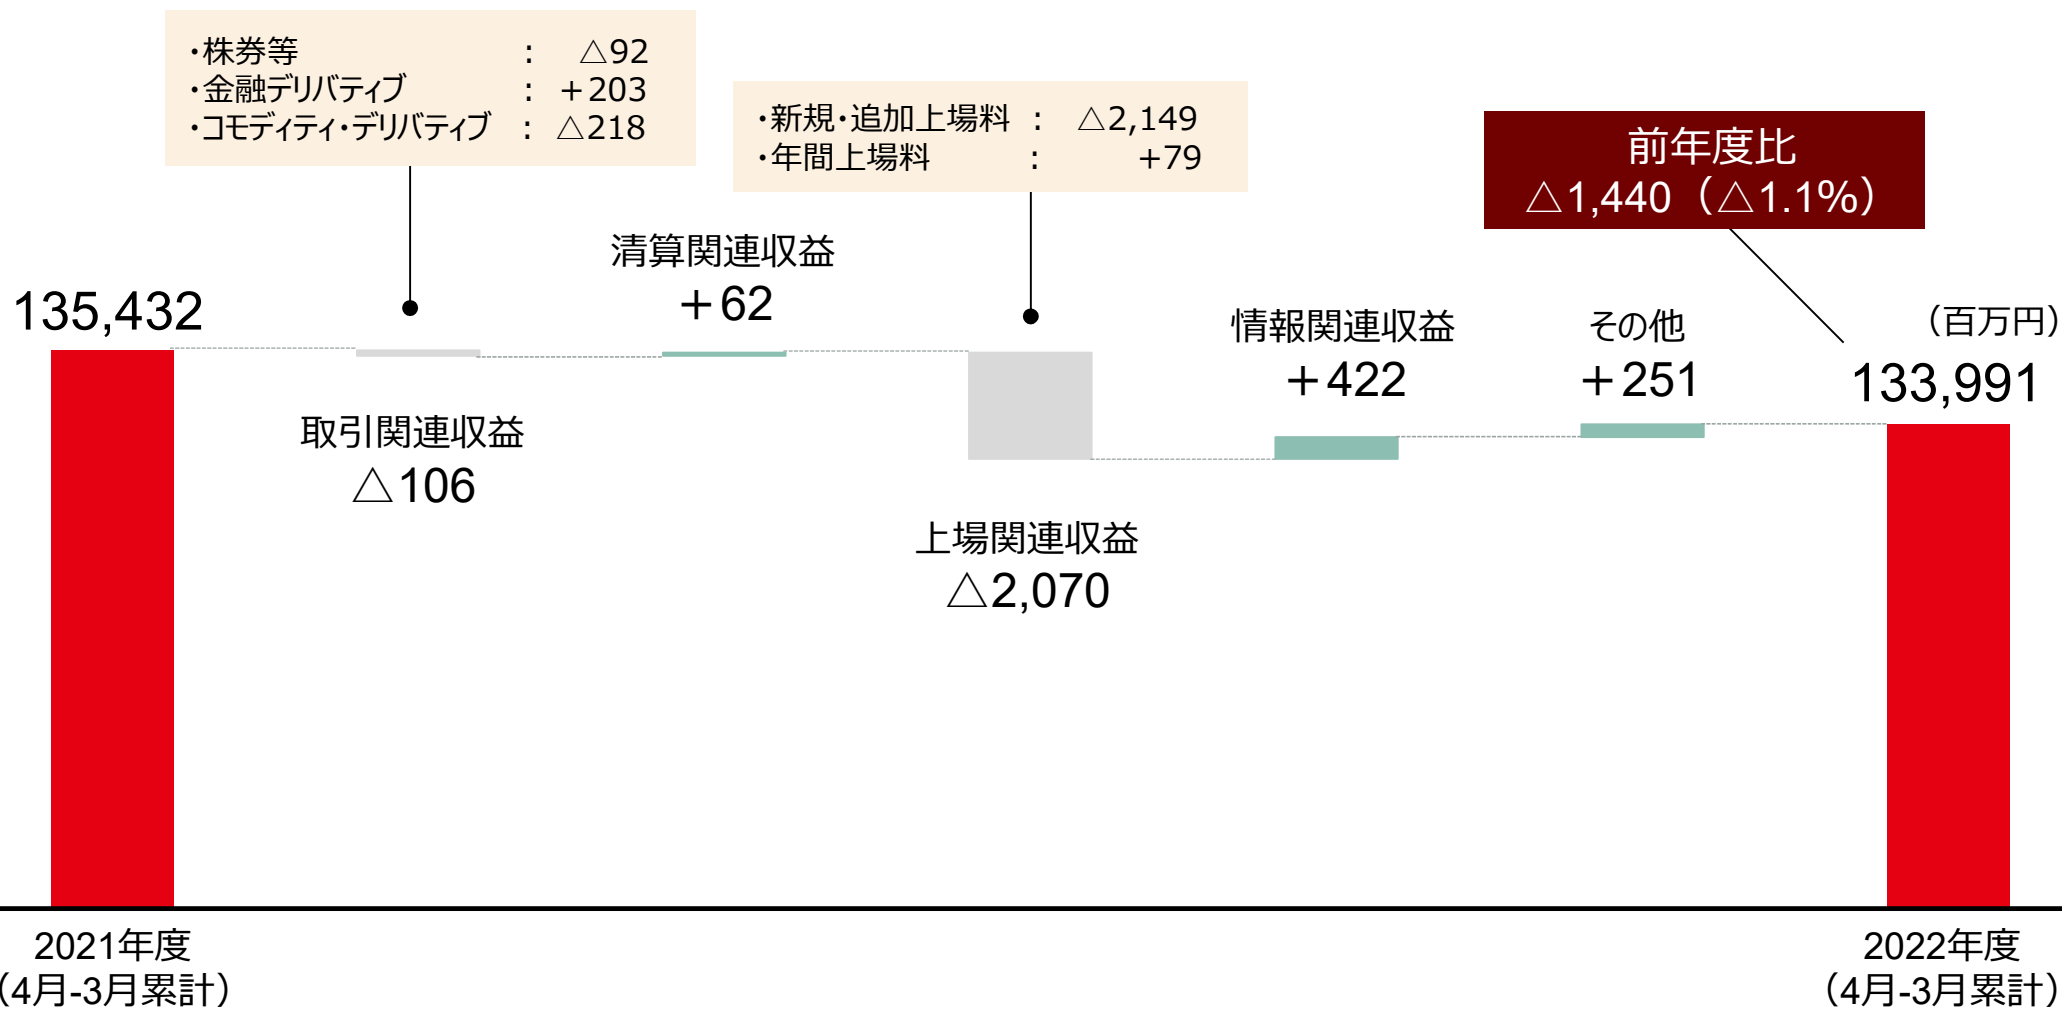 ・株券等 : △92
・金融デリバティブ : +203
・コモディティ・デリバティブ : △218
・新規・追加上場料 : △2,149
・年間上場料 : +79
前年度比
△1,440（△1.1%）
（百万円）
135,432
取引関連収益
△106
清算関連収益
+62
上場関連収益
△2,070
情報関連収益
+422
その他
+251
133,991
2021年度
（4月-3月累計）
2022年度
（4月-3月累計）